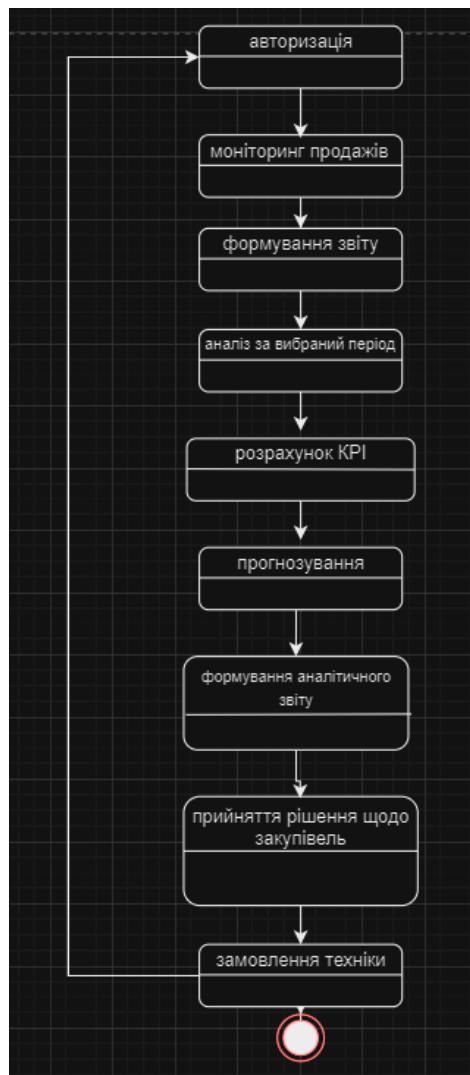 авторизація
моніторинг продажів
формування звіту
аналіз за вибраний період
розрахунок KPI
прогнозування
формування аналітичного
звіту
прийняття рішення щодо
закупівель
замовлення техніки